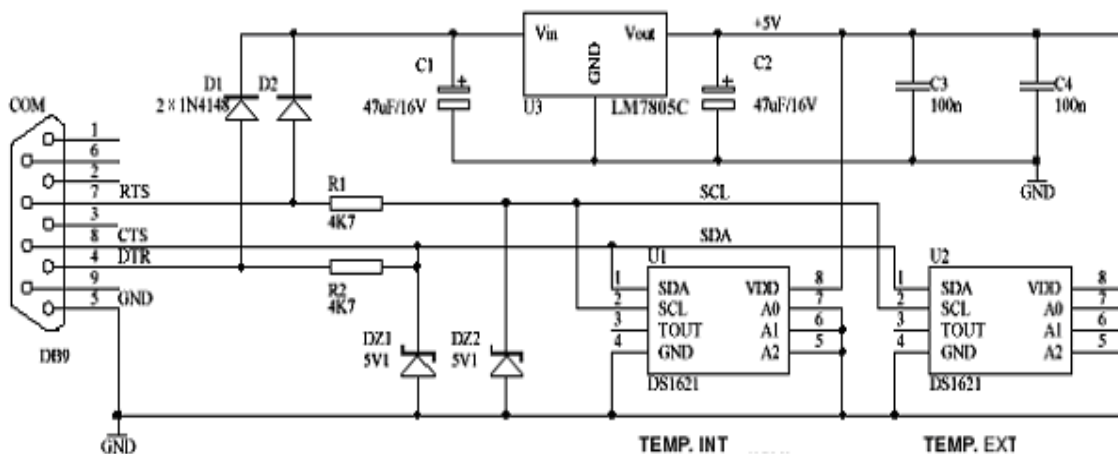 +5V
Vin Vout
GND
U3 LM7805C
C1
47uF/16V
C2
47uF/16V
C3
100n
C4
100n
GND
D1 D2
2×1N4148
COM
1
6
2
7 RTS
3
8 CTS
4 DTR
9
5 GND
DB9
R1
4K7
R2
4K7
SCL
SDA
DZ1
5V1
DZ2
5V1
U1
1 SDA VDD 8
2 SCL A0 7
3 TOUT A1 6
4 GND A2 5
DS1621
U2
1 SDA VDD 8
2 SCL A0 7
3 TOUT A1 6
4 GND A2 5
DS1621
GND
TEMP. INT
TEMP. EXT